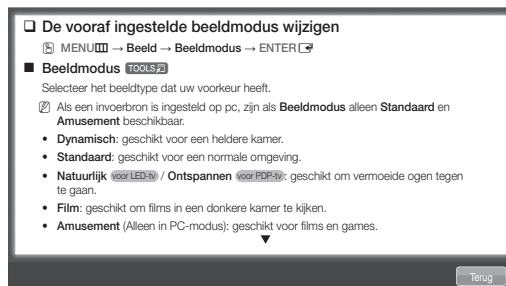 ❑ De vooraf ingestelde beeldmodus wijzigen
MENU → Beeld → Beeldmodus → ENTER
■ Beeldmodus TOOLS
Selecteer het beeldtype dat uw voorkeur heeft.
Als een invoerbron is ingesteld op pc, zijn als Beeldmodus alleen Standaard en
Amusement beschikbaar.
• Dynamisch: geschikt voor een heldere kamer.
• Standaard: geschikt voor een normale omgeving.
• Natuurlijk voor LED-tv / Ontspannen voor PDP-tv: geschikt om vermoeide ogen tegen
te gaan.
• Film: geschikt om films in een donkere kamer te kijken.
• Amusement (Alleen in PC-modus): geschikt voor films en games.
▼
Terug